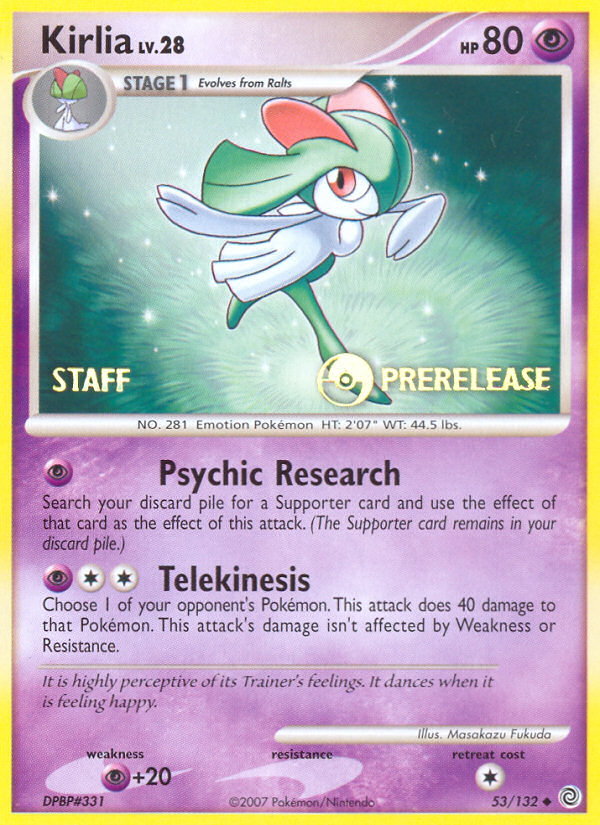 Kirlia LV.28 HP 80
STAGE 1 Evolves from Ralts
STAFF PRERELEASE
NO. 281 Emotion Pokémon HT: 2'07" WT: 44.5 lbs.
Psychic Research
Search your discard pile for a Supporter card and use the effect of
that card as the effect of this attack. (The Supporter card remains in your
discard pile.)
Telekinesis
Choose 1 of your opponent's Pokémon. This attack does 40 damage to
that Pokémon. This attack's damage isn't affected by Weakness or
Resistance.
It is highly perceptive of its Trainer's feelings. It dances when it
is feeling happy.
Illus. Masakazu Fukuda
weakness resistance retreat cost
+20
DPBP#331 ©2007 Pokémon/Nintendo 53/132